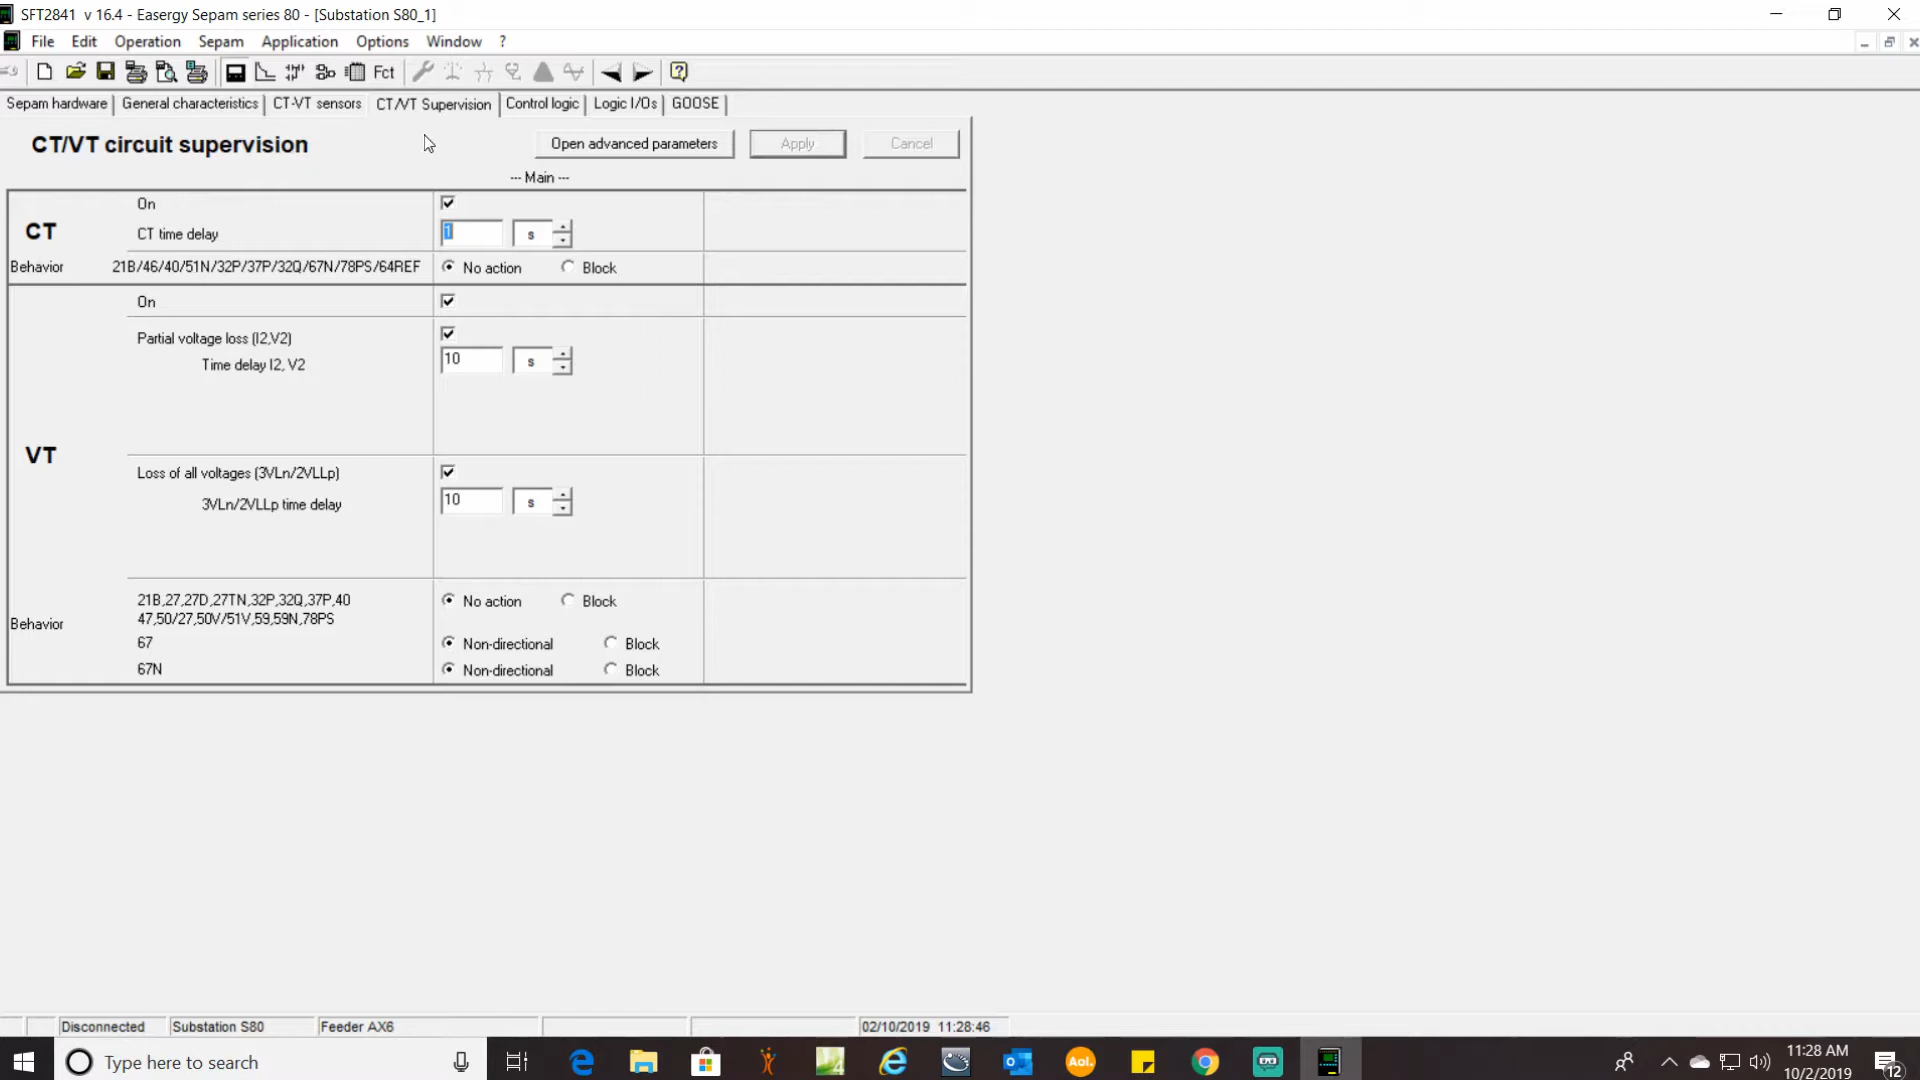 SFT2841 v 16.4 - Easergy Sepam series 80 - [Substation S80_1]
File Edit Operation Sepam Application Options Window ?
Fct
Sepam hardware General characteristics CT-VT sensors CT/VT Supervision Control logic Logic I/Os GOOSE
CT/VT circuit supervision Open advanced parameters Apply Cancel
--- Main ---
On
CT
CT time delay 1 s
Behavior 21B/46/40/51N/32P/37P/32Q/67N/78PS/64REF No action Block
On
Partial voltage loss (I2,V2)
Time delay I2, V2 10 s
VT
Loss of all voltages (3VLn/2VLLp)
3VLn/2VLLp time delay 10 s
Behavior
21B,27,27D,27TN,32P,32Q,37P,40 No action Block
47,50/27,50V/51V,59,59N,78PS
67 Non-directional Block
67N Non-directional Block
Disconnected Substation S80 Feeder AX6 02/10/2019 11:28:46
Type here to search
Aol.
11:28 AM
10/2/2019
12